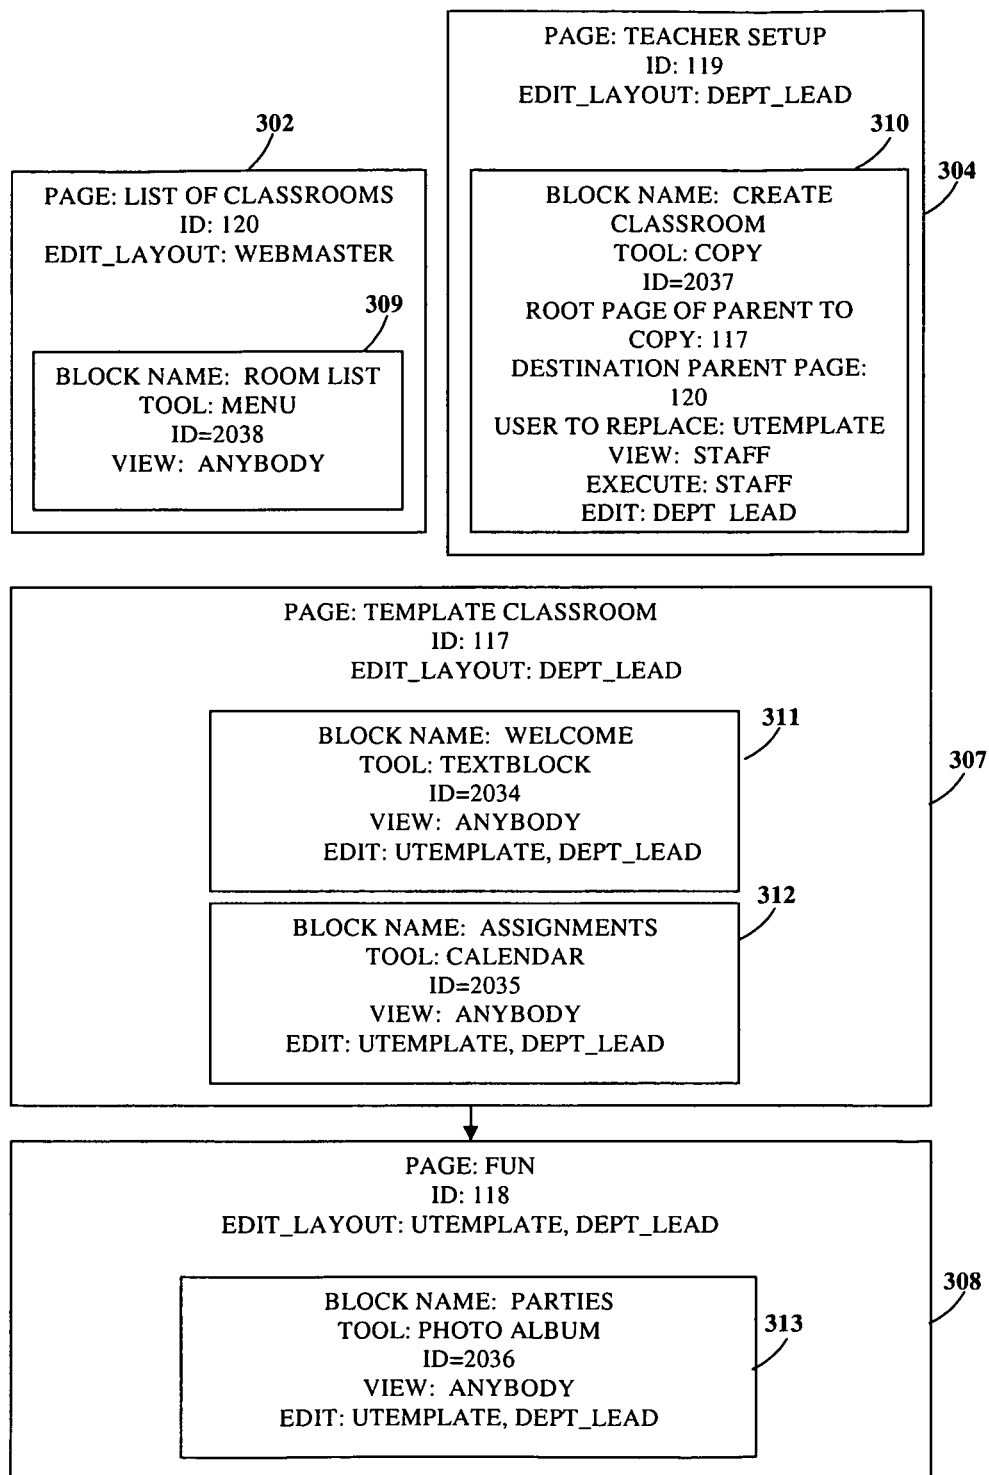 302
PAGE: LIST OF CLASSROOMS
ID: 120
EDIT_LAYOUT: WEBMASTER
309
BLOCK NAME: ROOM LIST
TOOL: MENU
ID=2038
VIEW: ANYBODY
PAGE: TEACHER SETUP
ID: 119
EDIT_LAYOUT: DEPT_LEAD
310
304
BLOCK NAME: CREATE
CLASSROOM
TOOL: COPY
ID=2037
ROOT PAGE OF PARENT TO
COPY: 117
DESTINATION PARENT PAGE:
120
USER TO REPLACE: UTEMPLATE
VIEW: STAFF
EXECUTE: STAFF
EDIT: DEPT LEAD
PAGE: TEMPLATE CLASSROOM
ID: 117
EDIT_LAYOUT: DEPT_LEAD
311
307
BLOCK NAME: WELCOME
TOOL: TEXTBLOCK
ID=2034
VIEW: ANYBODY
EDIT: UTEMPLATE, DEPT_LEAD
312
BLOCK NAME: ASSIGNMENTS
TOOL: CALENDAR
ID=2035
VIEW: ANYBODY
EDIT: UTEMPLATE, DEPT_LEAD
PAGE: FUN
ID: 118
EDIT_LAYOUT: UTEMPLATE, DEPT_LEAD
308
313
BLOCK NAME: PARTIES
TOOL: PHOTO ALBUM
ID=2036
VIEW: ANYBODY
EDIT: UTEMPLATE, DEPT_LEAD